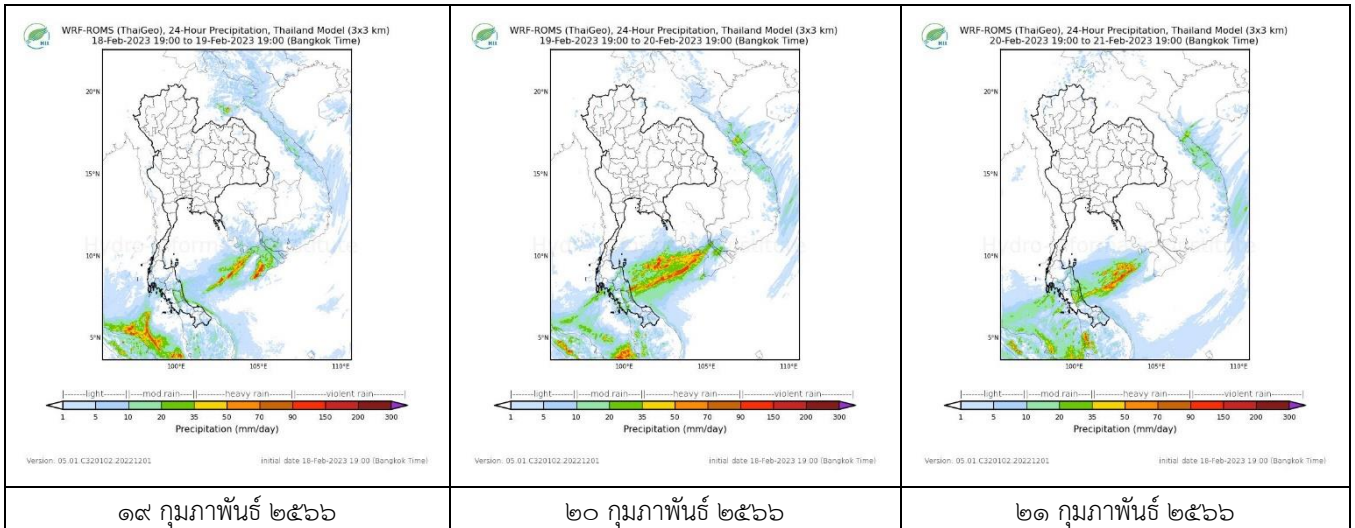 WRF-ROMS (ThaiGeo), 24-Hour Precipitation, Thailand Model (3x3 km)
18-Feb-2023 19:00 to 19-Feb-2023 19:00 (Bangkok Time)
HII
20°N
15°N
10°N
5°N
100°E 105°E 110°E
light mod rain heavy rain violent rain
1 5 10 20 35 50 70 90 150 200 300
Precipitation (mm/day)
Version: 05.01.C320102.20221201 initial date 18-Feb-2023 19:00 (Bangkok Time)
๑๙ กุมภาพันธ์ ๒๕๖๖
WRF-ROMS (ThaiGeo), 24-Hour Precipitation, Thailand Model (3x3 km)
19-Feb-2023 19:00 to 20-Feb-2023 19:00 (Bangkok Time)
HII
20°N
15°N
10°N
5°N
100°E 105°E 110°E
light mod rain heavy rain violent rain
1 5 10 20 35 50 70 90 150 200 300
Precipitation (mm/day)
Version: 05.01.C320102.20221201 initial date 18-Feb-2023 19:00 (Bangkok Time)
๒๐ กุมภาพันธ์ ๒๕๖๖
WRF-ROMS (ThaiGeo), 24-Hour Precipitation, Thailand Model (3x3 km)
20-Feb-2023 19:00 to 21-Feb-2023 19:00 (Bangkok Time)
HII
20°N
15°N
10°N
5°N
100°E 105°E 110°E
light mod rain heavy rain violent rain
1 5 10 20 35 50 70 90 150 200 300
Precipitation (mm/day)
Version: 05.01.C320102.20221201 initial date 18-Feb-2023 19:00 (Bangkok Time)
๒๑ กุมภาพันธ์ ๒๕๖๖